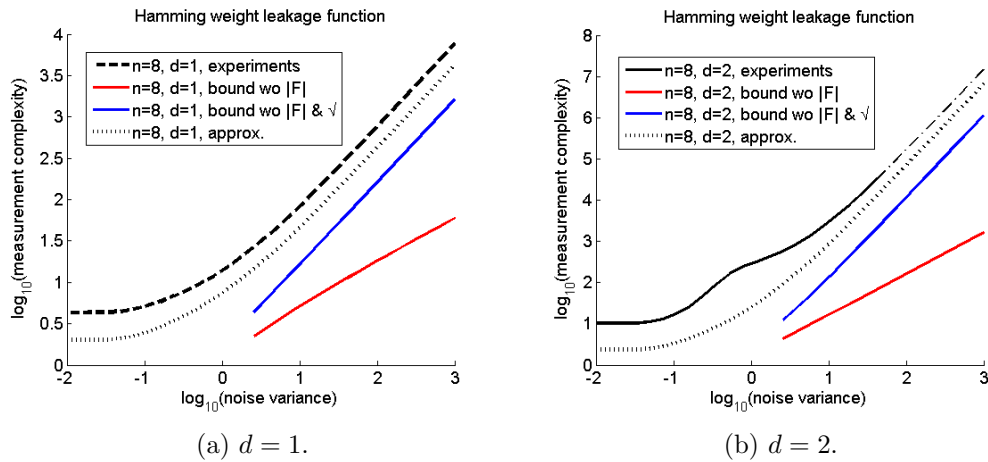 Hamming weight leakage function
4
3.5
3
2.5
2
1.5
1
0.5
0
log10(measurement complexity)
n=8, d=1, experiments
n=8, d=1, bound wo |F|
n=8, d=1, bound wo |F| & √
n=8, d=1, approx.
-2
-1
0
1
2
3
log10(noise variance)
(a) d = 1.
Hamming weight leakage function
8
7
6
5
4
3
2
1
0
log10(measurement complexity)
n=8, d=2, experiments
n=8, d=2, bound wo |F|
n=8, d=2, bound wo |F| & √
n=8, d=2, approx.
-2
-1
0
1
2
3
log10(noise variance)
(b) d = 2.